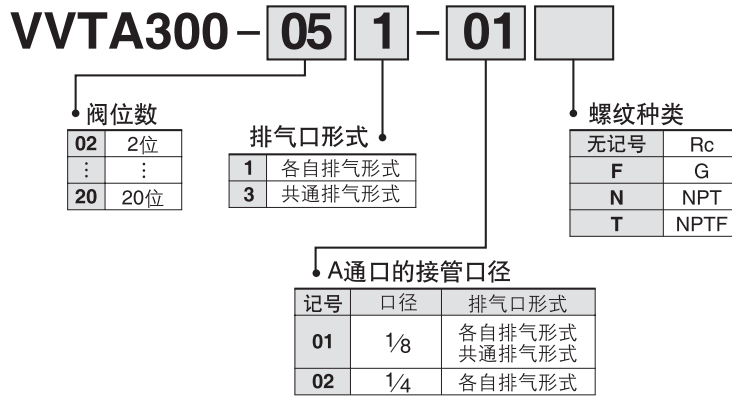 VVTA300-05 1-01
阀位数
02 2位
⋮ ⋮
20 20位
排气口形式
1 各自排气形式
3 共通排气形式
螺纹种类
无记号 Rc
F G
N NPT
T NPTF
A通口的接管口径
记号 口径 排气口形式
01 1/8 各自排气形式
共通排气形式
02 1/4 各自排气形式